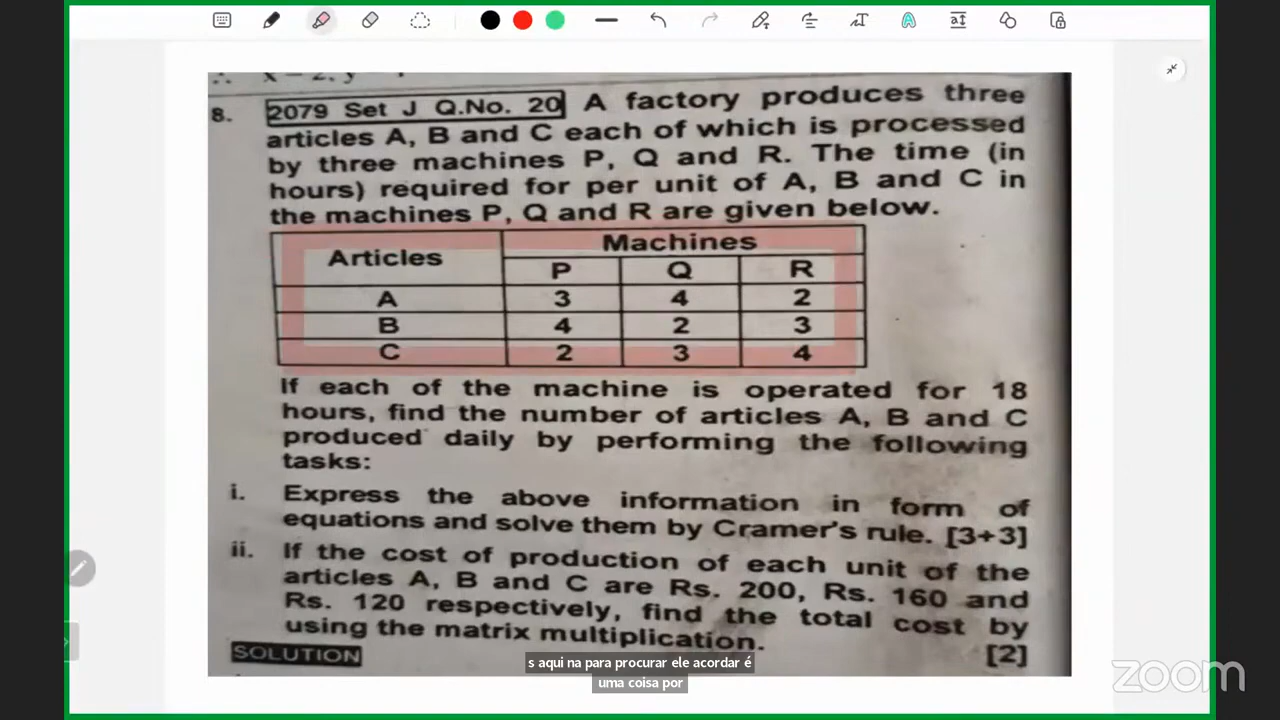 8. 2079 Set J Q.No. 20 A factory produces three
articles A, B and C each of which is processed
by three machines P, Q and R. The time (in
hours) required for per unit of A, B and C in
the machines P, Q and R are given below.
Articles Machines
P Q R
A 3 4 2
B 4 2 3
C 2 3 4
If each of the machine is operated for 18
hours, find the number of articles A, B and C
produced daily by performing the following
tasks:
i. Express the above information in form of
equations and solve them by Cramer's rule. [3+3]
ii. If the cost of production of each unit of the
articles A, B and C are Rs. 200, Rs. 160 and
Rs. 120 respectively, find the total cost by
using the matrix multiplication. [2]
SOLUTION
s aqui na para procurar ele acordar é
uma coisa por
zoom